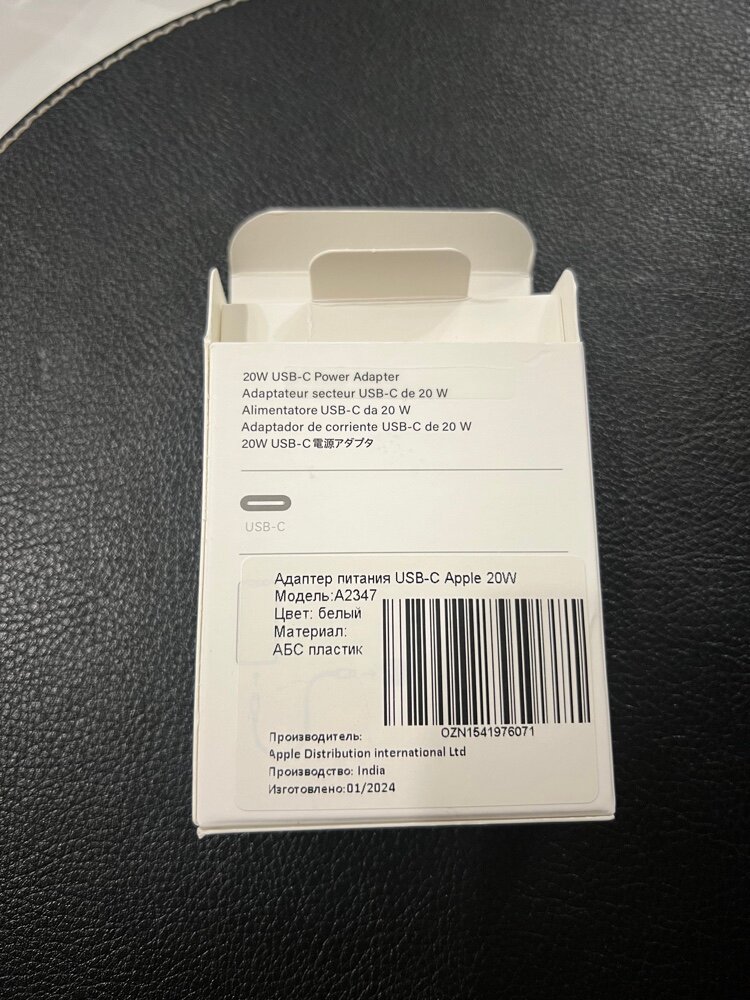 20W USB-C Power Adapter
Adaptateur secteur USB-C de 20 W
Alimentatore USB-C da 20 W
Adaptador de corriente USB-C de 20 W
20W USB-C電源アダプタ
USB-C
Адаптер питания USB-C Apple 20W
Модель:A2347
Цвет: белый
Материал:
АБС пластик
OZN1541976071
Производитель:
Apple Distribution international Ltd
Производство: India
Изготовлено:01/2024